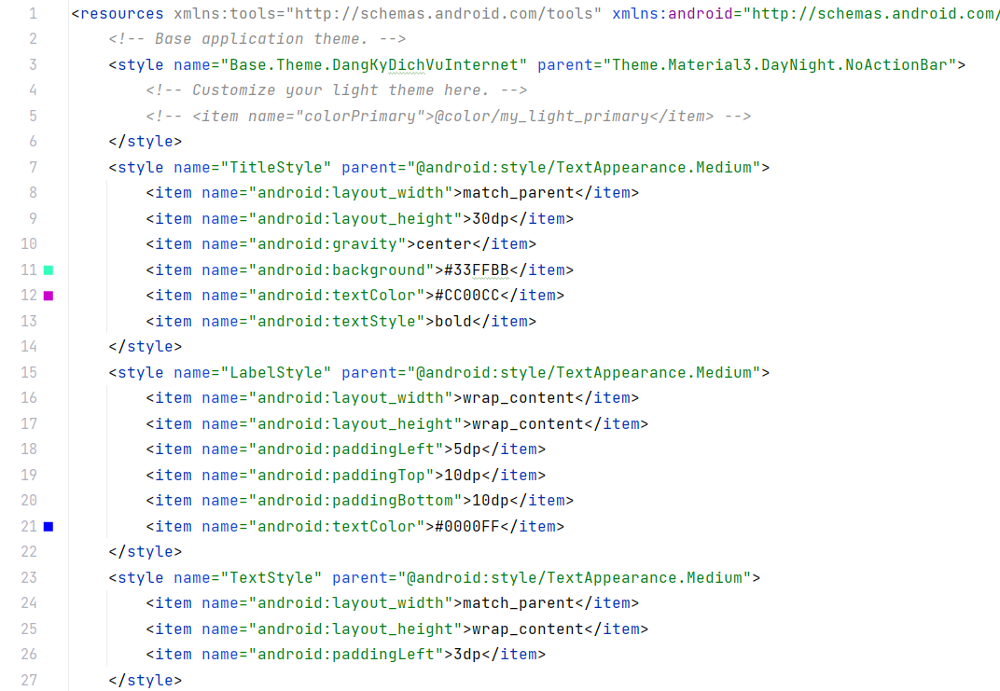 1 <resources xmlns:tools="http://schemas.android.com/tools" xmlns:android="http://schemas.android.com/
2 <!-- Base application theme. -->
3 <style name="Base.Theme.DangKyDichVuInternet" parent="Theme.Material3.DayNight.NoActionBar">
4 <!-- Customize your light theme here. -->
5 <!-- <item name="colorPrimary">@color/my_light_primary</item> -->
6 </style>
7 <style name="TitleStyle" parent="@android:style/TextAppearance.Medium">
8 <item name="android:layout_width">match_parent</item>
9 <item name="android:layout_height">30dp</item>
10 <item name="android:gravity">center</item>
11 <item name="android:background">#33FFBB</item>
12 <item name="android:textColor">#CC00CC</item>
13 <item name="android:textStyle">bold</item>
14 </style>
15 <style name="LabelStyle" parent="@android:style/TextAppearance.Medium">
16 <item name="android:layout_width">wrap_content</item>
17 <item name="android:layout_height">wrap_content</item>
18 <item name="android:paddingLeft">5dp</item>
19 <item name="android:paddingTop">10dp</item>
20 <item name="android:paddingBottom">10dp</item>
21 <item name="android:textColor">#0000FF</item>
22 </style>
23 <style name="TextStyle" parent="@android:style/TextAppearance.Medium">
24 <item name="android:layout_width">match_parent</item>
25 <item name="android:layout_height">wrap_content</item>
26 <item name="android:paddingLeft">3dp</item>
27 </style>